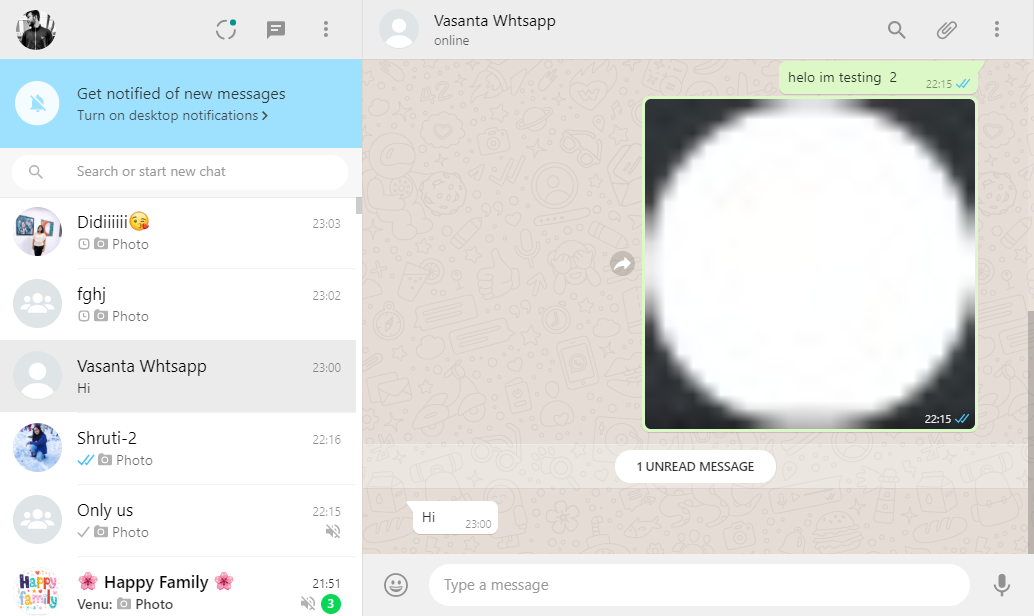 Get notified of new messages
Turn on desktop notifications >
Search or start new chat
Didiiiiii😘 23:03
Photo
fghj 23:02
Photo
Vasanta Whtsapp 23:00
Hi
Shruti-2 22:16
Photo
Only us 22:15
Photo
Happy family
🌸 Happy Family 🌸 21:51
Venu: Photo 3
Vasanta Whtsapp
online
helo im testing 2 22:15
22:15
1 UNREAD MESSAGE
Hi 23:00
Type a message